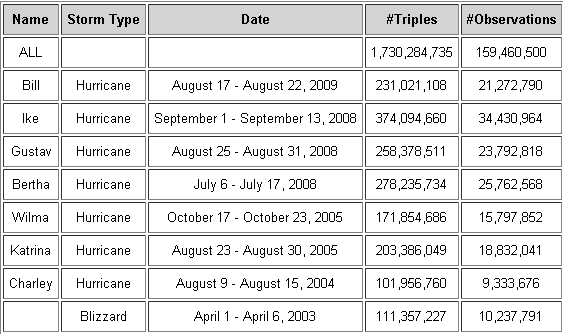 Name Storm Type Date #Triples #Observations
ALL 1,730,284,735 159,460,500
Bill Hurricane August 17 - August 22, 2009 231,021,108 21,272,790
Ike Hurricane September 1 - September 13, 2008 374,094,660 34,430,964
Gustav Hurricane August 25 - August 31, 2008 258,378,511 23,792,818
Bertha Hurricane July 6 - July 17, 2008 278,235,734 25,762,568
Wilma Hurricane October 17 - October 23, 2005 171,854,686 15,797,852
Katrina Hurricane August 23 - August 30, 2005 203,386,049 18,832,041
Charley Hurricane August 9 - August 15, 2004 101,956,760 9,333,676
Blizzard April 1 - April 6, 2003 111,357,227 10,237,791